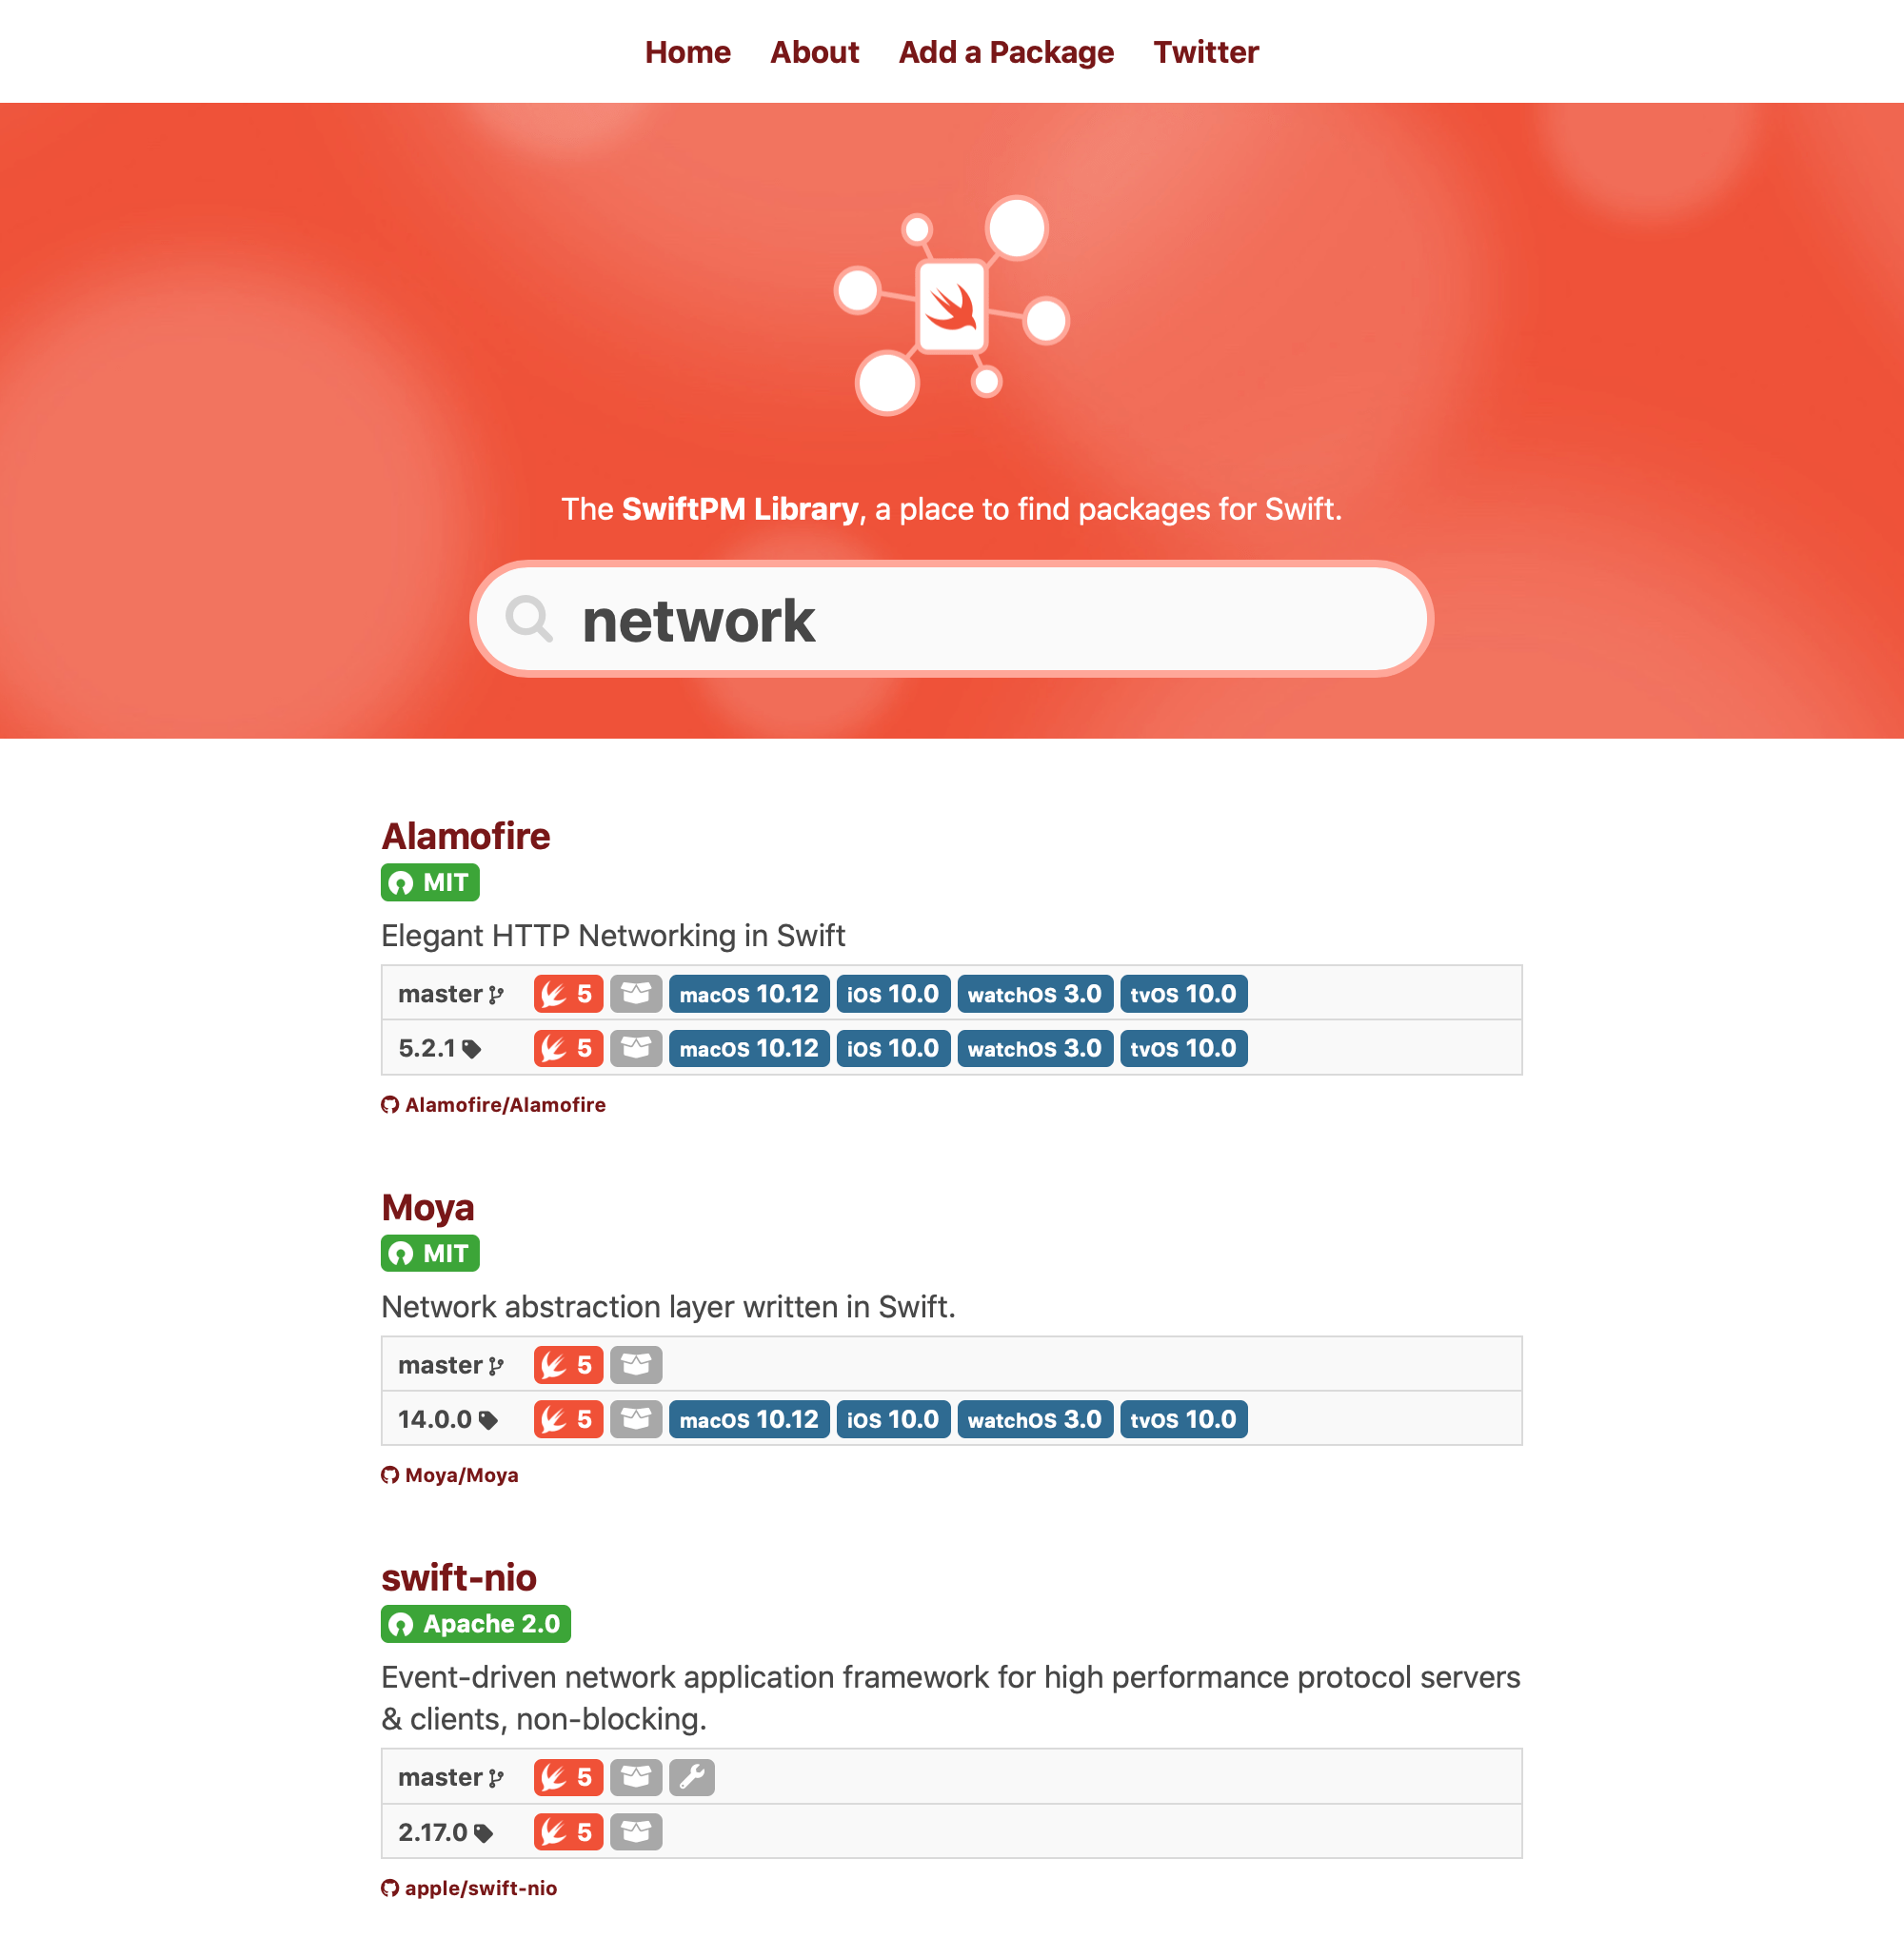 Home About Add a Package Twitter
The SwiftPM Library, a place to find packages for Swift.
network
Alamofire
MIT
Elegant HTTP Networking in Swift
master 5 macOS 10.12 iOS 10.0 watchOS 3.0 tvOS 10.0
5.2.1 5 macOS 10.12 iOS 10.0 watchOS 3.0 tvOS 10.0
Alamofire/Alamofire
Moya
MIT
Network abstraction layer written in Swift.
master 5
14.0.0 5 macOS 10.12 iOS 10.0 watchOS 3.0 tvOS 10.0
Moya/Moya
swift-nio
Apache 2.0
Event-driven network application framework for high performance protocol servers
& clients, non-blocking.
master 5
2.17.0 5
apple/swift-nio